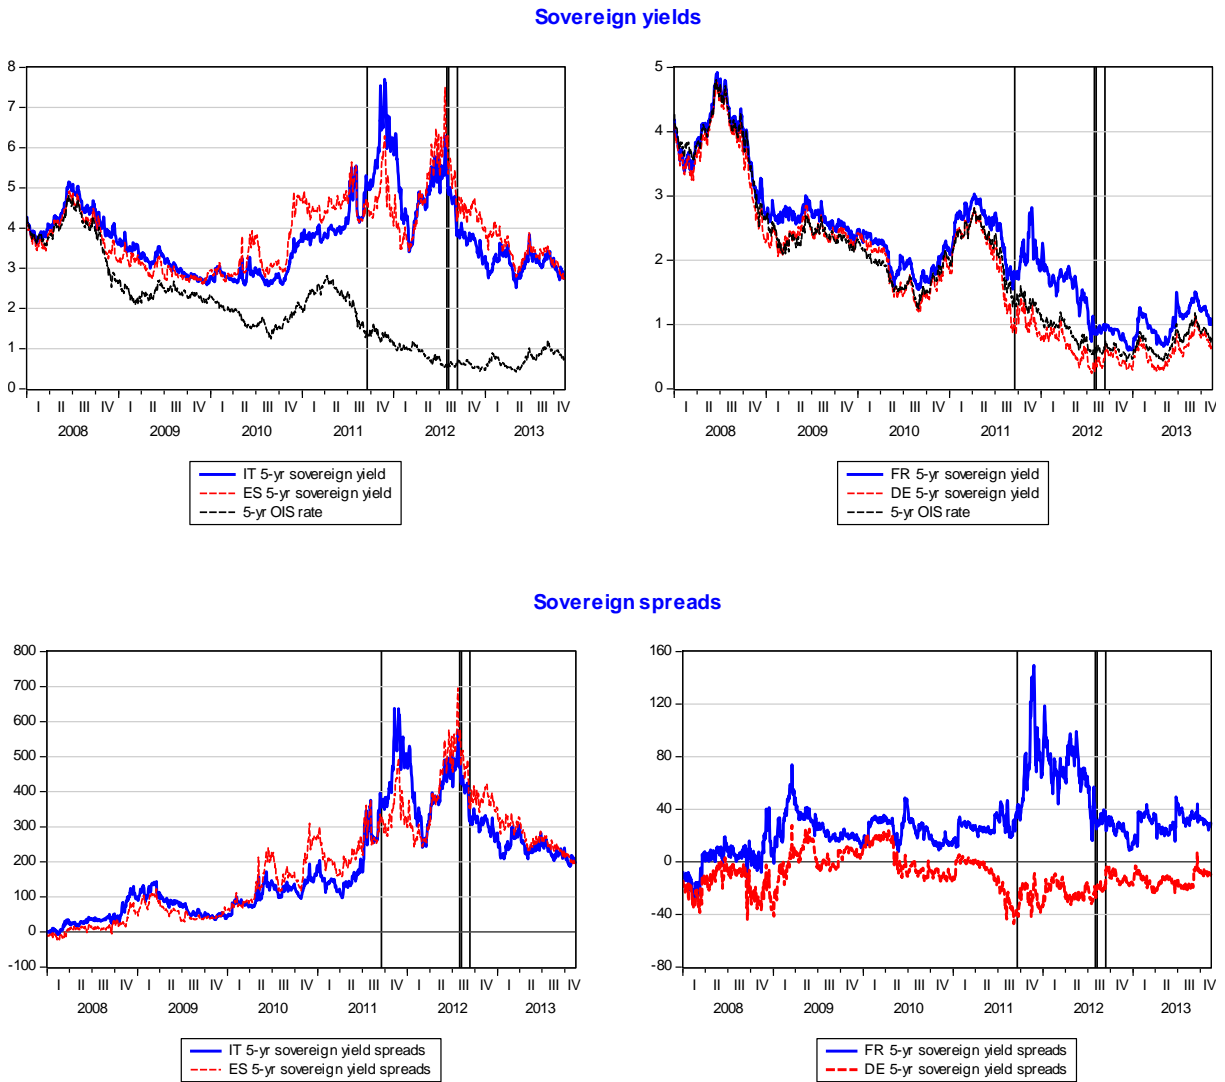 Sovereign yields
8
7
6
5
4
3
2
1
0
I II III IV I II III IV I II III IV I II III IV I II III IV I II III IV
2008 2009 2010 2011 2012 2013
IT 5-yr sovereign yield
ES 5-yr sovereign yield
5-yr OIS rate
5
4
3
2
1
0
I II III IV I II III IV I II III IV I II III IV I II III IV I II III IV
2008 2009 2010 2011 2012 2013
FR 5-yr sovereign yield
DE 5-yr sovereign yield
5-yr OIS rate
Sovereign spreads
800
700
600
500
400
300
200
100
0
-100
I II III IV I II III IV I II III IV I II III IV I II III IV I II III IV
2008 2009 2010 2011 2012 2013
IT 5-yr sovereign yield spreads
ES 5-yr sovereign yield spreads
160
120
80
40
0
-40
-80
I II III IV I II III IV I II III IV I II III IV I II III IV I II III IV
2008 2009 2010 2011 2012 2013
FR 5-yr sovereign yield spreads
DE 5-yr sovereign yield spreads